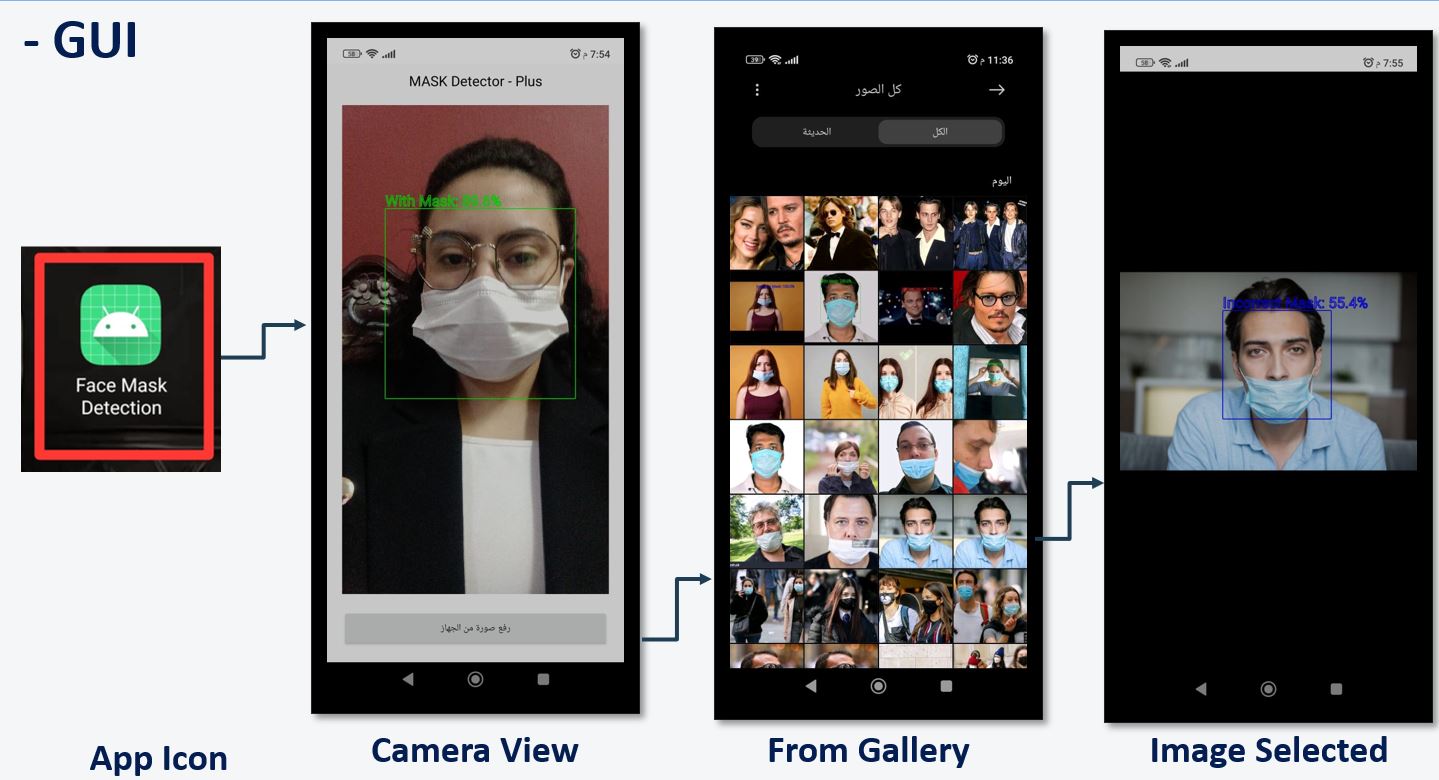 - GUI
Face Mask
Detection
App Icon
58 م 7:54
MASK Detector - Plus
With Mask:
رفع صورة من الجهاز
Camera View
39 م 11:36
كل الصور
الكل
الحديثة
اليوم
From Gallery
58 م 7:55
Incorrect Mask: 55.4%
Image Selected